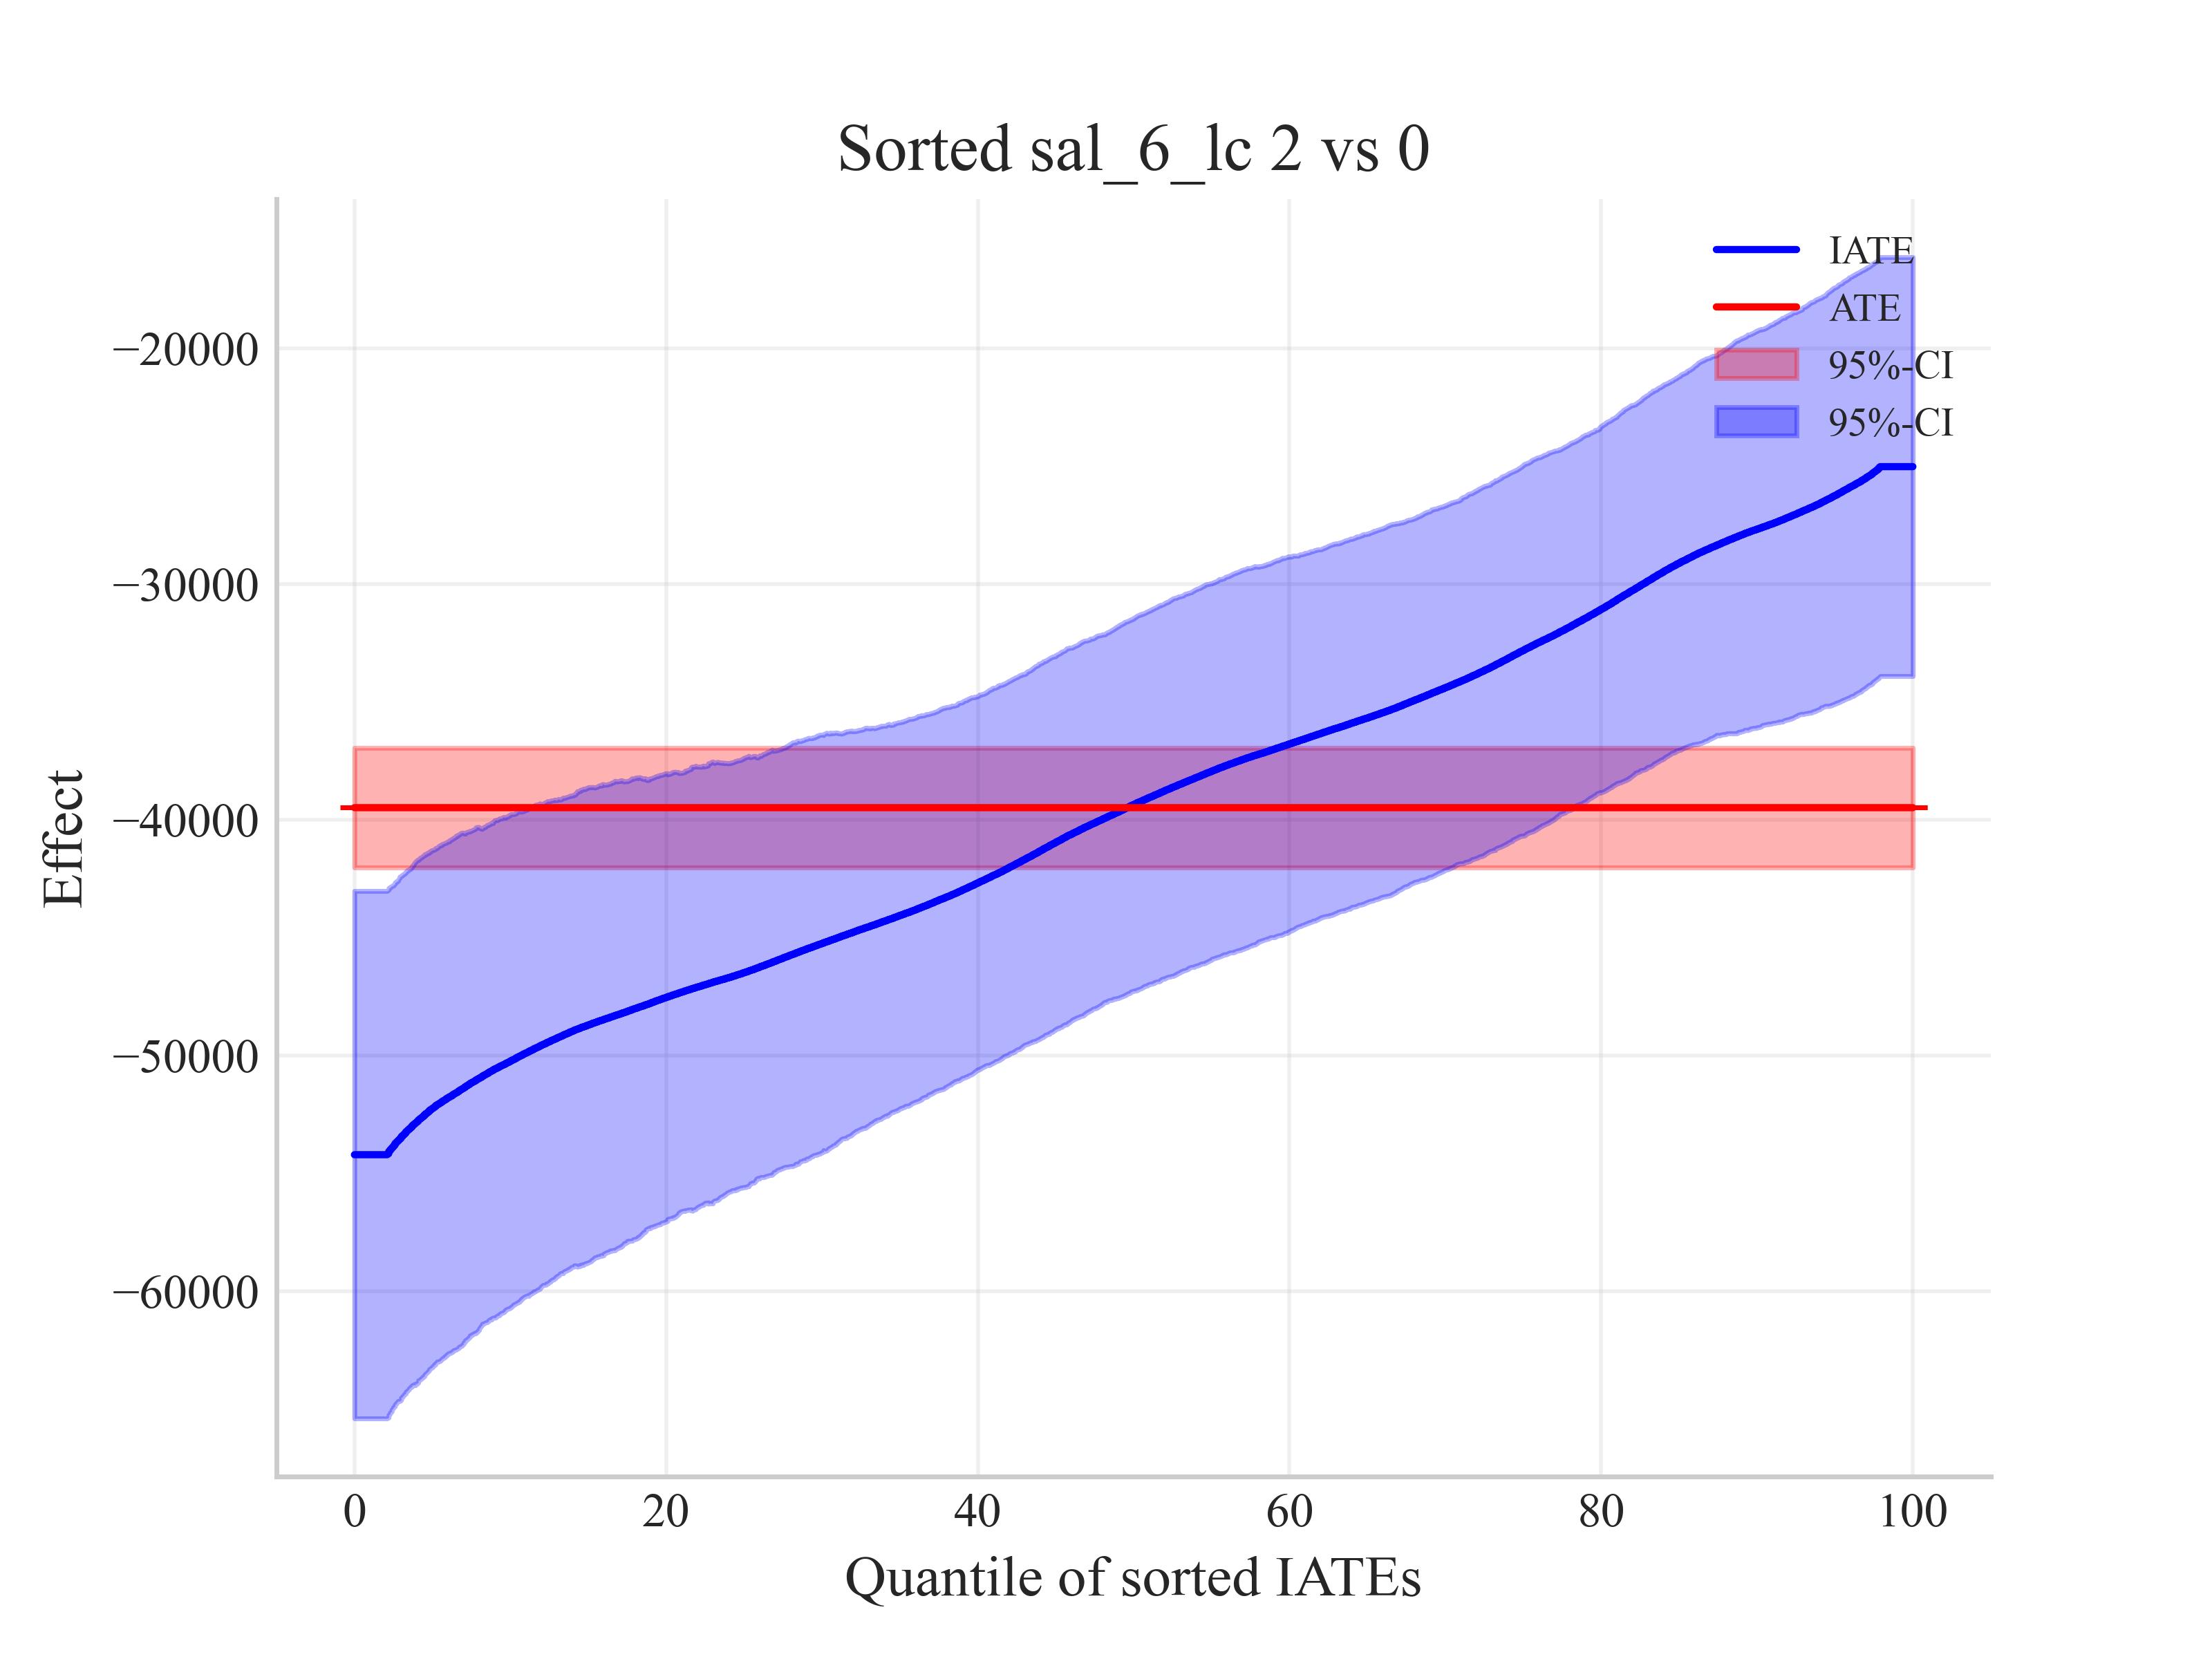 Sorted sal_6_lc 2 vs 0
IATE
ATE
95%-CI
95%-CI
−20000
−30000
−40000
−50000
−60000
Effect
0 20 40 60 80 100
Quantile of sorted IATEs